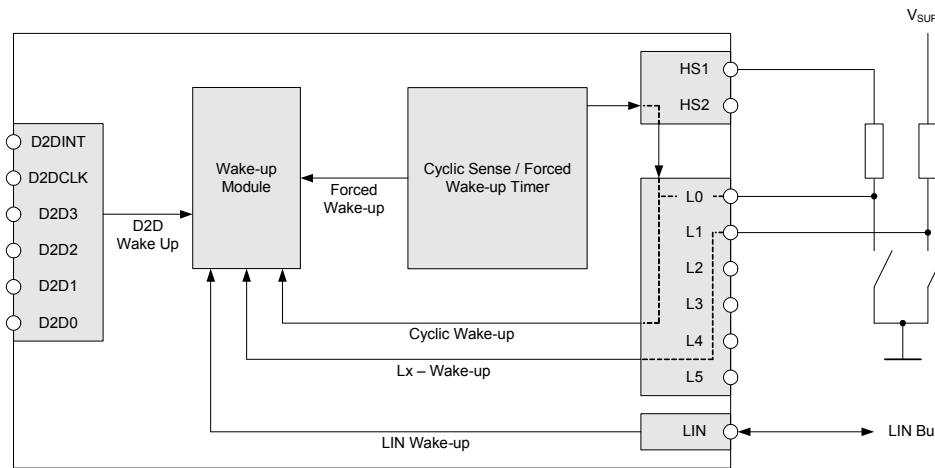 VSUP
HS1
HS2
D2DINT
D2DCLK
D2D3
D2D2
D2D1
D2D0
D2D
Wake Up
Wake-up
Module
Forced
Wake-up
Cyclic Sense / Forced
Wake-up Timer
L0
L1
L2
L3
L4
L5
Cyclic Wake-up
Lx – Wake-up
LIN Wake-up
LIN
LIN Bu